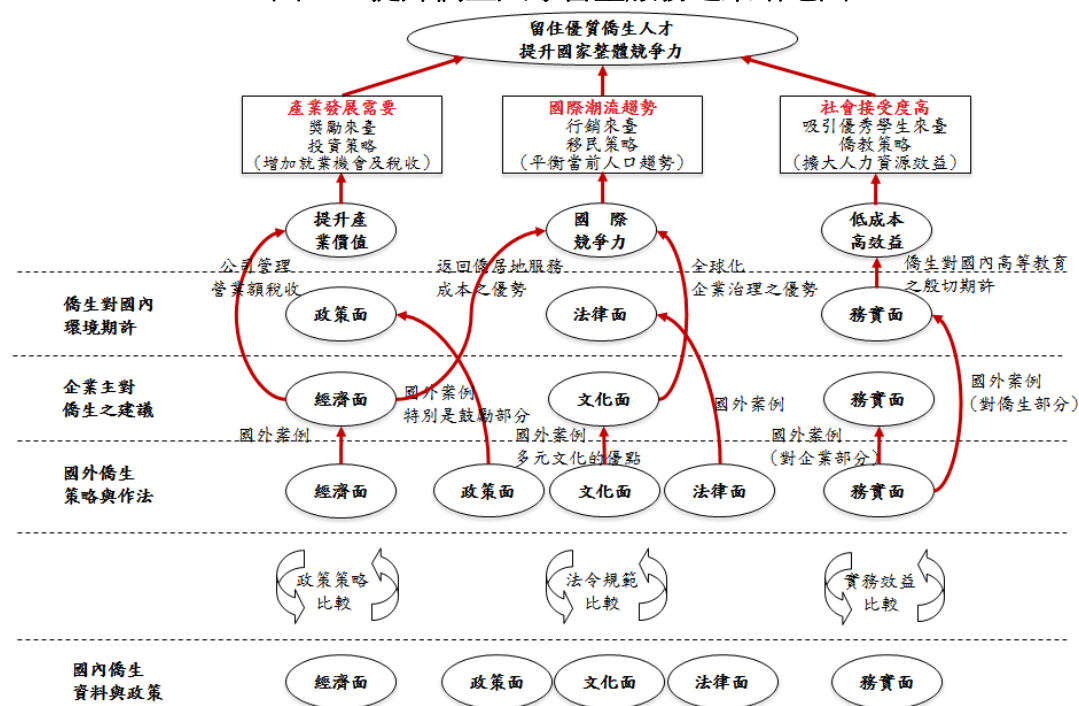 留住優質僑生人才
提升國家整體競爭力
產業發展需要
獎勵來臺
投資策略
(增加就業機會及稅收)
國際潮流趨勢
行銷來臺
移民策略
(平衡當前人口趨勢)
社會接受度高
吸引優秀學生來臺
僑教策略
(擴大人力資源效益)
提升產
業價值
國 際
競爭力
低成本
高效益
公司管理
營業額稅收
返回僑居地服務
成本之優勢
全球化
企業治理之優勢
僑生對國內高等教育
之殷切期許
僑生對國內
環境期許
政策面
法律面
務實面
企業主對
僑生之建議
經濟面
國外案例
特別是鼓勵部分
文化面
國外案例
務實面
國外案例
(對僑生部分)
國外案例
國外案例
多元文化的優點
國外案例
(對企業部分)
國外僑生
策略與作法
經濟面
政策面
文化面
法律面
務實面
政策策略
比較
法令規範
比較
實務效益
比較
國內僑生
資料與政策
經濟面
政策面
文化面
法律面
務實面